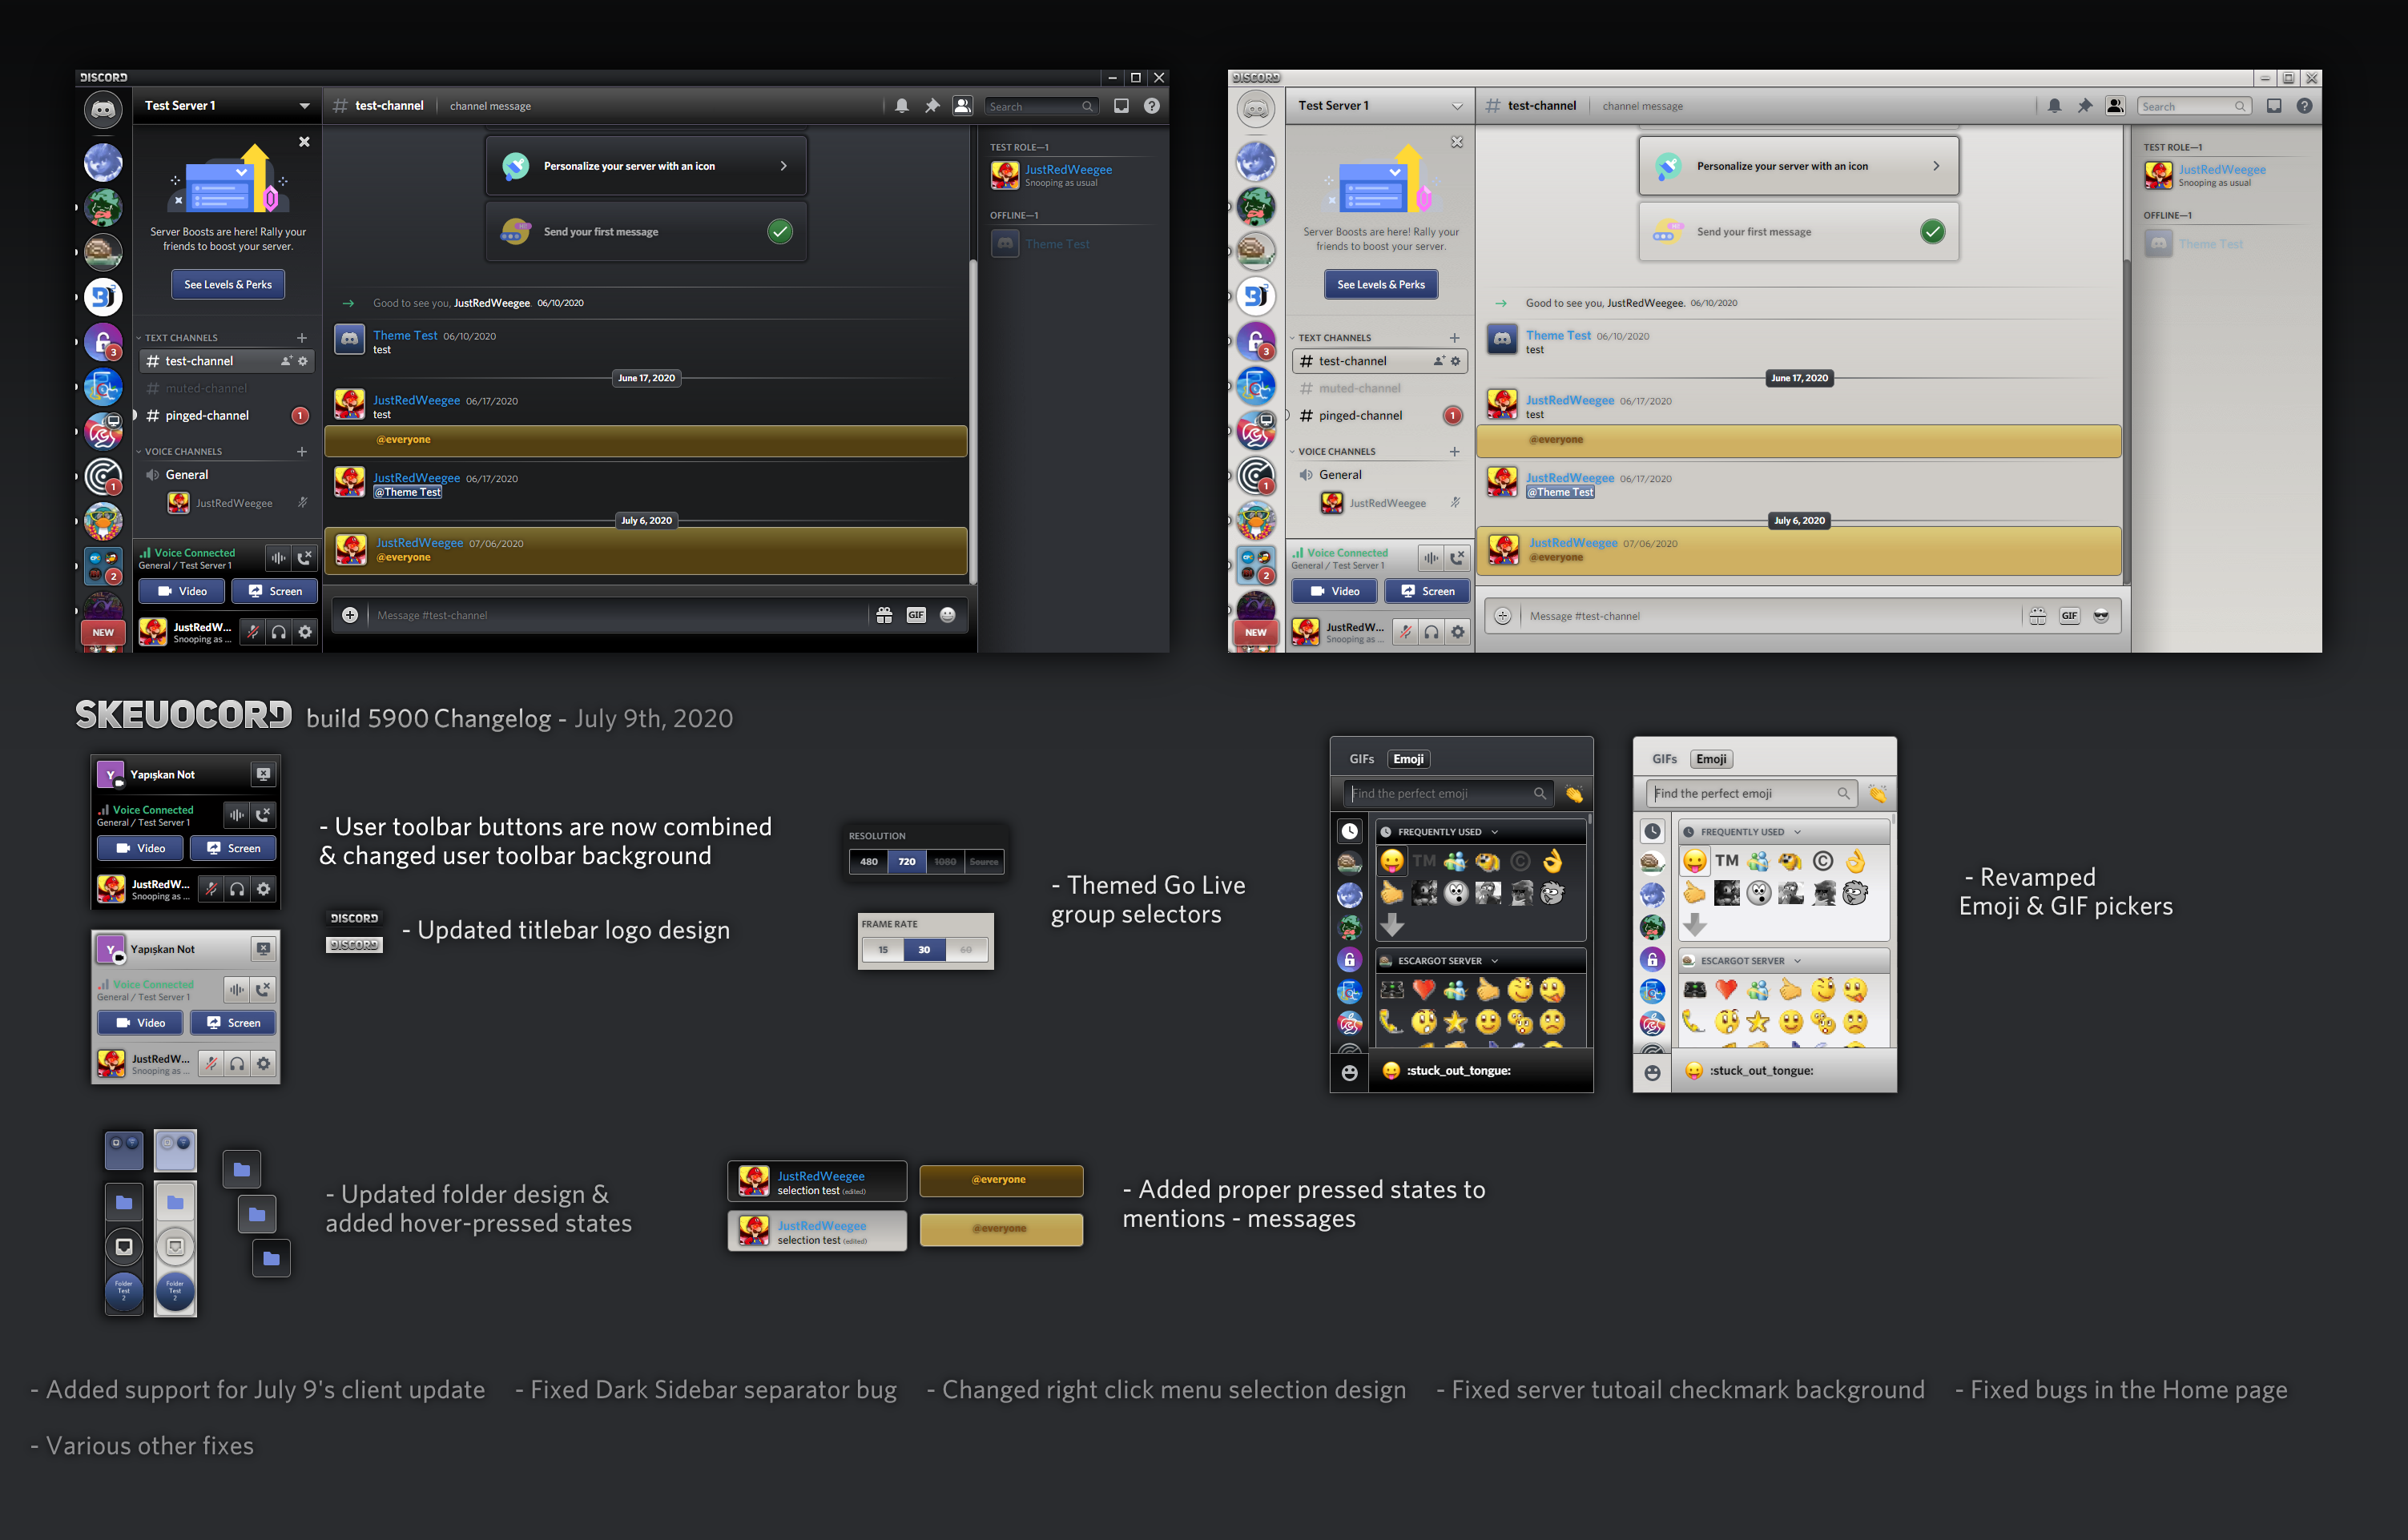 DISCORD
Test Server 1
# test-channel
channel message
Search
Server Boosts are here! Rally your
friends to boost your server.
See Levels & Perks
TEXT CHANNELS
# test-channel
# muted-channel
# pinged-channel
1
VOICE CHANNELS
General
JustRedWeegee
Voice Connected
General / Test Server 1
Video
Screen
JustRedW...
Snooping as ...
3
1
2
NEW
Personalize your server with an icon
Send your first message
Good to see you, JustRedWeegee. 06/10/2020
Theme Test 06/10/2020
test
June 17, 2020
JustRedWeegee 06/17/2020
test
@everyone
JustRedWeegee 06/17/2020
@Theme Test
July 6, 2020
JustRedWeegee 07/06/2020
@everyone
Message #test-channel
GIF
TEST ROLE—1
JustRedWeegee
Snooping as usual
OFFLINE—1
Theme Test
DISCORD
Test Server 1
# test-channel
channel message
Search
Server Boosts are here! Rally your
friends to boost your server.
See Levels & Perks
TEXT CHANNELS
# test-channel
# muted-channel
# pinged-channel
1
VOICE CHANNELS
General
JustRedWeegee
Voice Connected
General / Test Server 1
Video
Screen
JustRedW...
Snooping as ...
3
1
2
NEW
Personalize your server with an icon
Send your first message
Good to see you, JustRedWeegee. 06/10/2020
Theme Test 06/10/2020
test
June 17, 2020
JustRedWeegee 06/17/2020
test
@everyone
JustRedWeegee 06/17/2020
@Theme Test
July 6, 2020
JustRedWeegee 07/06/2020
@everyone
Message #test-channel
GIF
TEST ROLE—1
JustRedWeegee
Snooping as usual
OFFLINE—1
Theme Test
SKEUOCORD build 5900 Changelog - July 9th, 2020
Y
Yapışkan Not
Voice Connected
General / Test Server 1
Video
Screen
JustRedW...
Snooping as ...
Y
Yapışkan Not
Voice Connected
General / Test Server 1
Video
Screen
JustRedW...
Snooping as ...
- User toolbar buttons are now combined
& changed user toolbar background
DISCORD
DISCORD
- Updated titlebar logo design
RESOLUTION
480 720 1080 Source
FRAME RATE
15 30 60
- Themed Go Live
group selectors
GIFs Emoji
Find the perfect emoji
FREQUENTLY USED
TM
©
ESCARGOT SERVER
:stuck_out_tongue:
GIFs Emoji
Find the perfect emoji
FREQUENTLY USED
TM
©
ESCARGOT SERVER
:stuck_out_tongue:
- Revamped
Emoji & GIF pickers
Folder
Test
2
Folder
Test
2
- Updated folder design &
added hover-pressed states
JustRedWeegee
selection test (edited)
@everyone
JustRedWeegee
selection test (edited)
@everyone
- Added proper pressed states to
mentions - messages
- Added support for July 9's client update - Fixed Dark Sidebar separator bug - Changed right click menu selection design - Fixed server tutoail checkmark background - Fixed bugs in the Home page
- Various other fixes